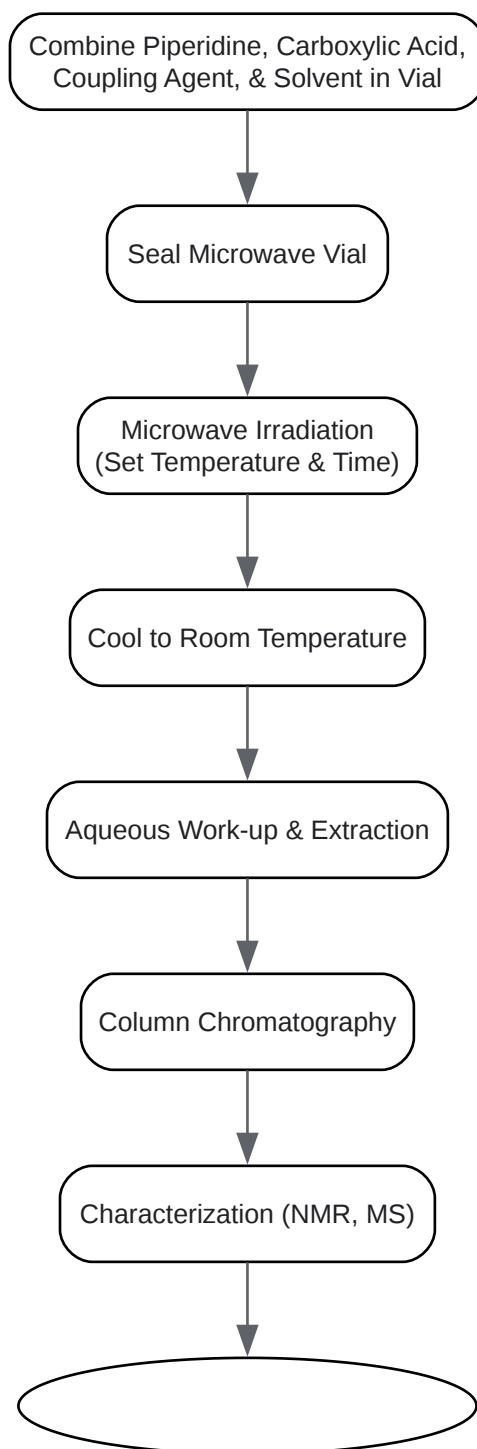 Combine Piperidine, Carboxylic Acid,
Coupling Agent, & Solvent in Vial
Seal Microwave Vial
Microwave Irradiation
(Set Temperature & Time)
Cool to Room Temperature
Aqueous Work-up & Extraction
Column Chromatography
Characterization (NMR, MS)